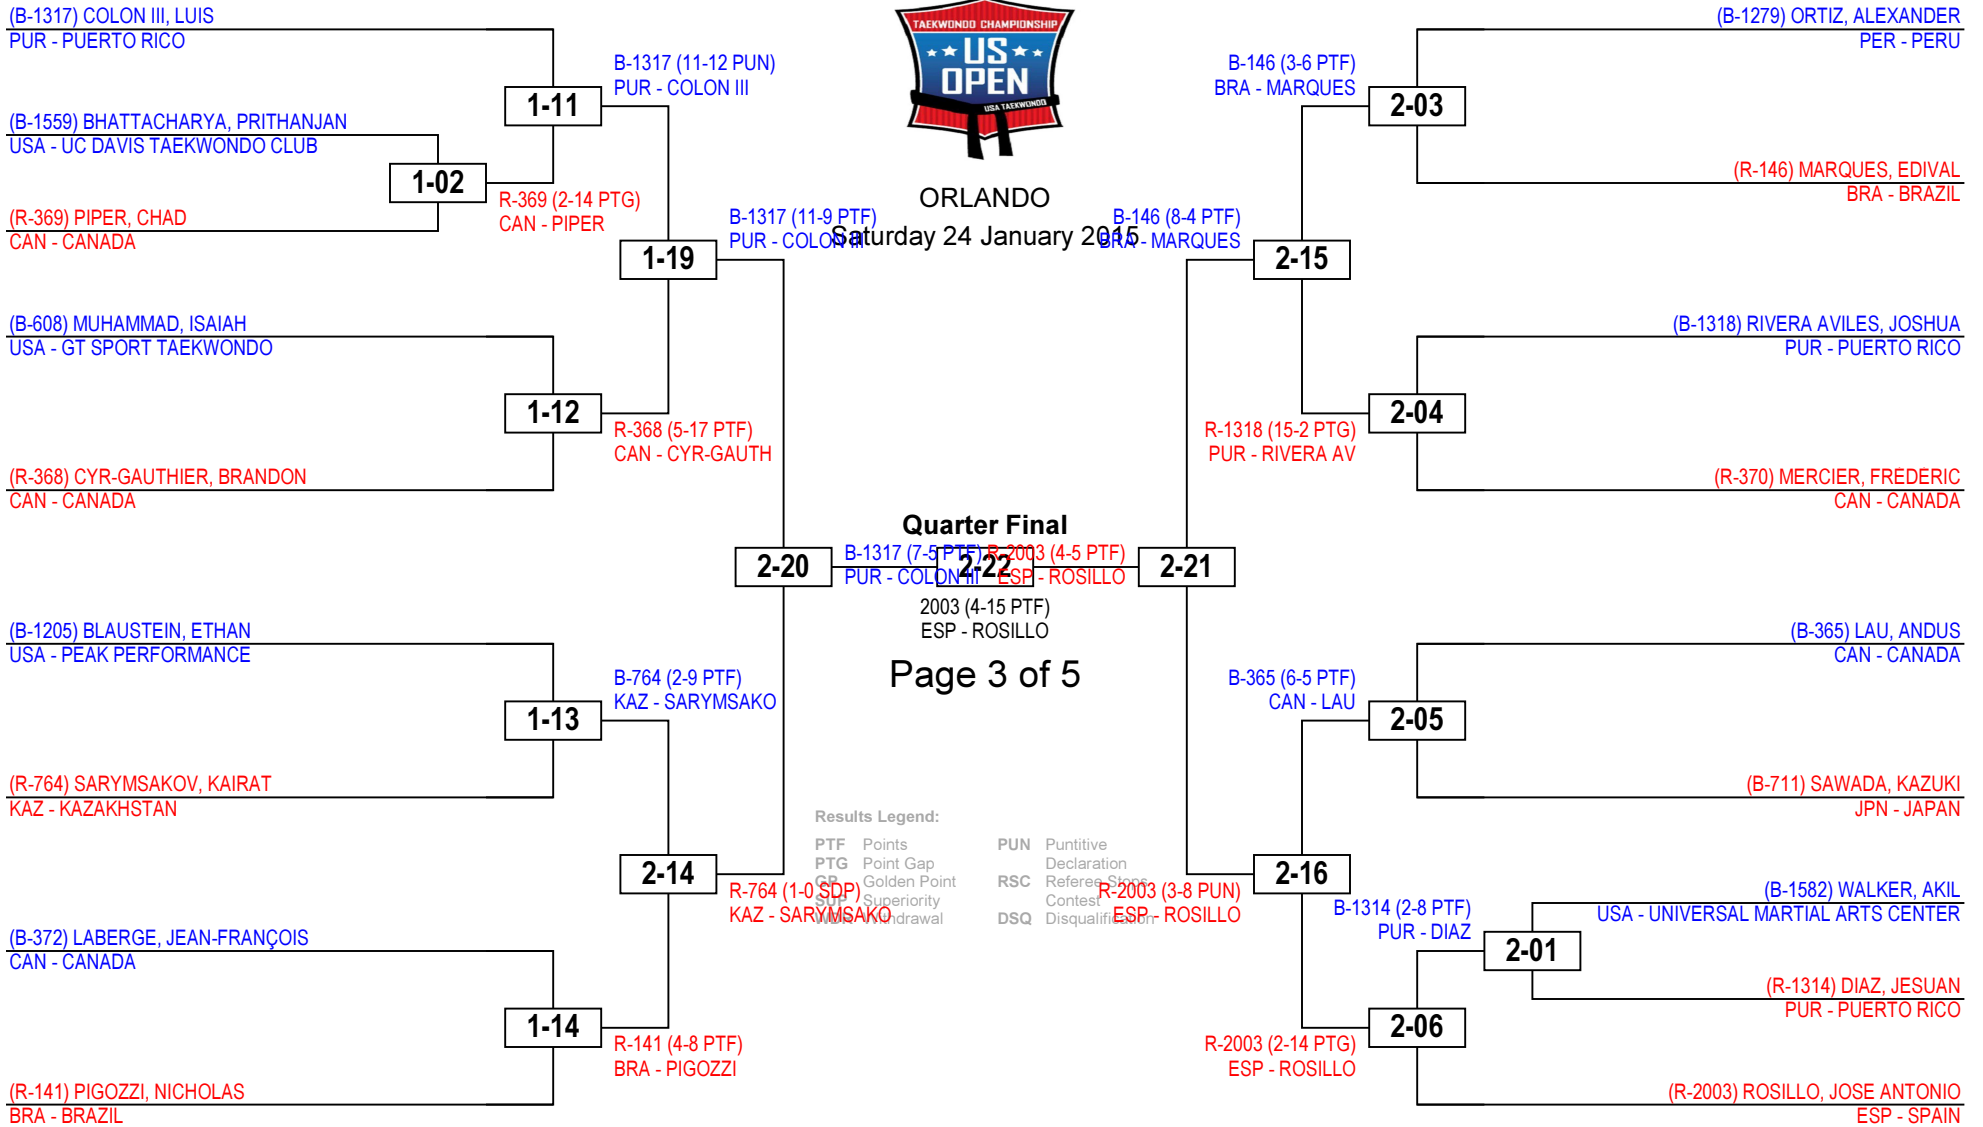 (B-1317) COLON III, LUIS
PUR - PUERTO RICO
(B-1559) BHATTACHARYA, PRITHANJAN
USA - UC DAVIS TAEKWONDO CLUB
(R-369) PIPER, CHAD
CAN - CANADA
(B-608) MUHAMMAD, ISAIAH
USA - GT SPORT TAEKWONDO
(R-368) CYR-GAUTHIER, BRANDON
CAN - CANADA
(B-1205) BLAUSTEIN, ETHAN
USA - PEAK PERFORMANCE
(R-764) SARYMSAKOV, KAIRAT
KAZ - KAZAKHSTAN
(B-372) LABERGE, JEAN-FRANÇOIS
CAN - CANADA
(R-141) PIGOZZI, NICHOLAS
BRA - BRAZIL
1-02
R-369 (2-14 PTG)
CAN - PIPER
1-11
B-1317 (11-12 PUN)
PUR - COLON III
1-12
R-368 (5-17 PTF)
CAN - CYR-GAUTH
1-13
B-764 (2-9 PTF)
KAZ - SARYMSAKO
1-14
R-141 (4-8 PTF)
BRA - PIGOZZI
1-19
B-1317 (11-9 PTF)
PUR - COLON III
2-14
R-764 (1-0 SDP)
KAZ - SARYMSAKO
2-20
B-1317 (7-5 PTF)
PUR - COLON III
TAEKWONDO CHAMPIONSHIP
US
OPEN
USA TAEKWONDO
ORLANDO
Saturday 24 January 2015
Quarter Final
2-22
2003 (4-15 PTF)
ESP - ROSILLO
Page 3 of 5
Results Legend:
PTF Points
PTG Point Gap
GP Golden Point
SUP Superiority
WDR Withdrawal
PUN Puntitive
Declaration
RSC Referee Stops
Contest
DSQ Disqualification
R-2003 (4-5 PTF)
ESP - ROSILLO
2-21
B-146 (8-4 PTF)
BRA - MARQUES
2-15
R-2003 (3-8 PUN)
ESP - ROSILLO
2-16
B-146 (3-6 PTF)
BRA - MARQUES
2-03
R-1318 (15-2 PTG)
PUR - RIVERA AV
2-04
B-365 (6-5 PTF)
CAN - LAU
2-05
R-2003 (2-14 PTG)
ESP - ROSILLO
2-06
B-1314 (2-8 PTF)
PUR - DIAZ
2-01
(B-1279) ORTIZ, ALEXANDER
PER - PERU
(R-146) MARQUES, EDIVAL
BRA - BRAZIL
(B-1318) RIVERA AVILES, JOSHUA
PUR - PUERTO RICO
(R-370) MERCIER, FRÉDÉRIC
CAN - CANADA
(B-365) LAU, ANDUS
CAN - CANADA
(B-711) SAWADA, KAZUKI
JPN - JAPAN
(B-1582) WALKER, AKIL
USA - UNIVERSAL MARTIAL ARTS CENTER
(R-1314) DIAZ, JESUAN
PUR - PUERTO RICO
(R-2003) ROSILLO, JOSE ANTONIO
ESP - SPAIN